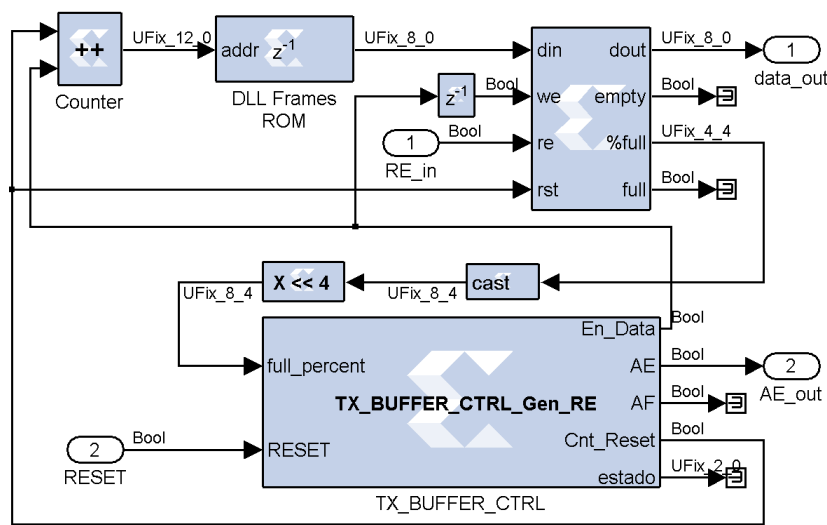 ++
UFix_12_0
Counter
addr
z-1
UFix_8_0
DLL Frames
ROM
z-1
Bool
1
Bool
RE_in
din
we
re
rst
dout
empty
%full
full
UFix_8_0
1
data_out
Bool
UFix_4_4
Bool
X << 4
UFix_8_4
UFix_8_4
cast
full_percent
RESET
TX_BUFFER_CTRL_Gen_RE
En_Data
AE
AF
Cnt_Reset
estado
Bool
Bool
2
AE_out
Bool
Bool
UFix_2_0
Bool
2
RESET
TX_BUFFER_CTRL